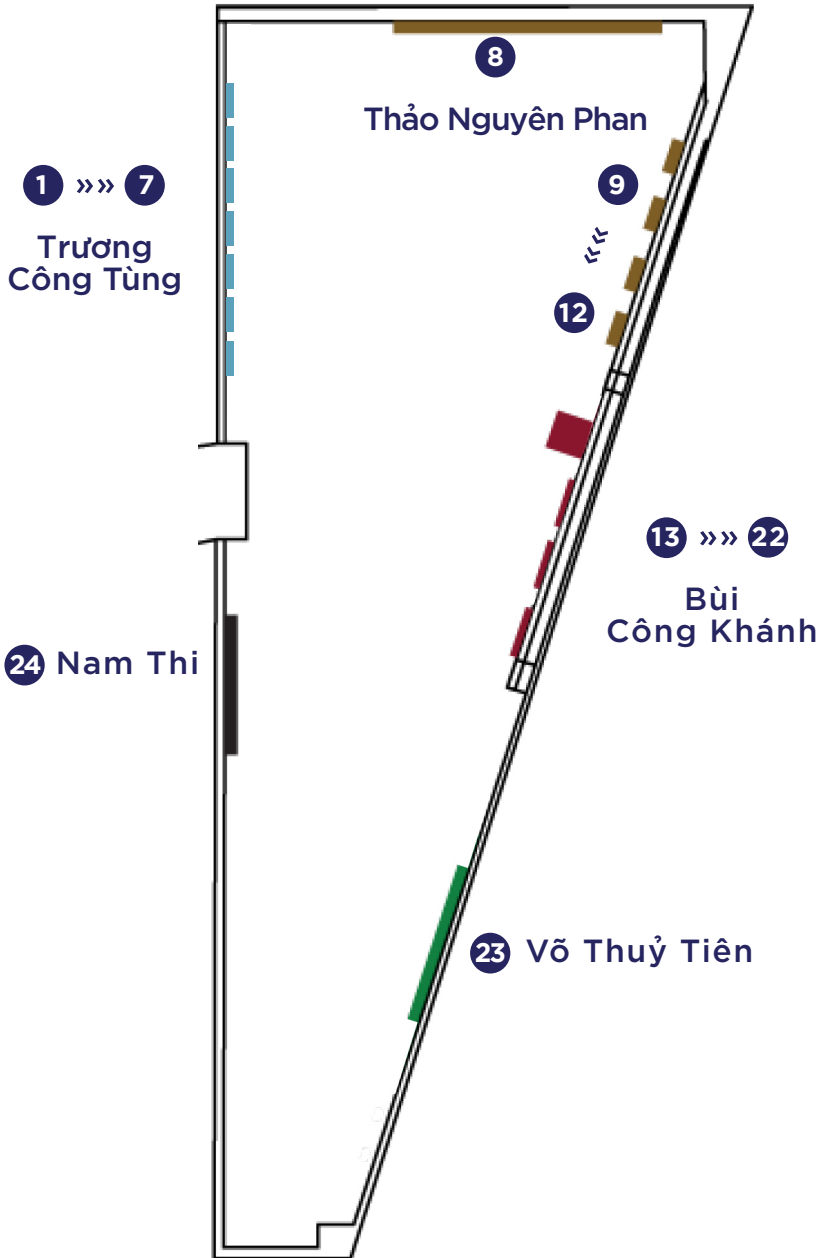 8
Thảo Nguyên Phan
1 »» 7
Trương
Công Tùng
9
»»
12
13 »» 22
Bùi
Công Khánh
24 Nam Thi
23 Võ Thuỷ Tiên